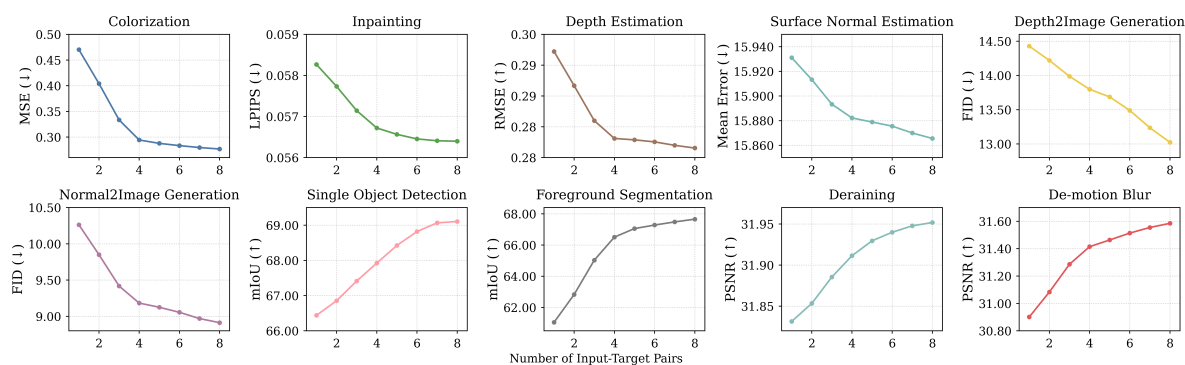 Colorization
MSE (↓)
0.50
0.45
0.40
0.35
0.30
2 4 6 8
Inpainting
LPIPS (↓)
0.059
0.058
0.057
0.056
2 4 6 8
Depth Estimation
RMSE (↑)
0.30
0.29
0.29
0.28
0.28
2 4 6 8
Surface Normal Estimation
Mean Error (↓)
15.940
15.920
15.900
15.880
15.860
2 4 6 8
Depth2Image Generation
FID (↓)
14.50
14.00
13.50
13.00
2 4 6 8
Normal2Image Generation
FID (↓)
10.50
10.00
9.50
9.00
2 4 6 8
Single Object Detection
mIoU (↑)
69.00
68.00
67.00
66.00
2 4 6 8
Foreground Segmentation
mIoU (↑)
68.00
66.00
64.00
62.00
2 4 6 8
Deraining
PSNR (↑)
31.95
31.90
31.85
2 4 6 8
De-motion Blur
PSNR (↑)
31.60
31.40
31.20
31.00
30.80
2 4 6 8
Number of Input-Target Pairs